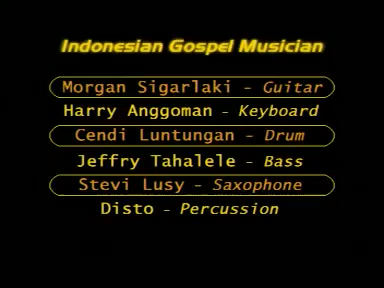 Indonesian Gospel Musician
Morgan Sigarlaki - Guitar
Harry Anggoman - Keyboard
Cendi Luntungan - Drum
Jeffry Tahalele - Bass
Stevi Lusy - Saxophone
Disto - Percussion